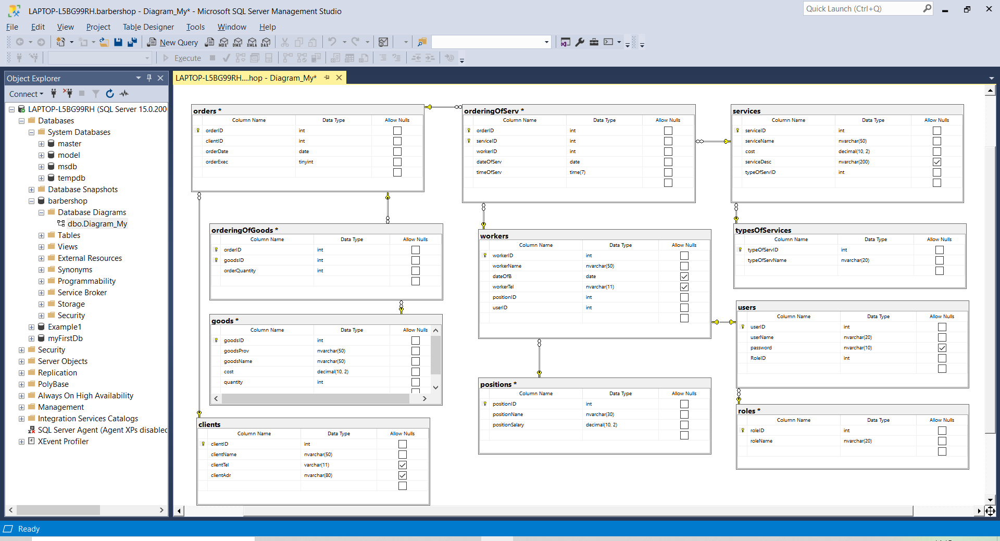 LAPTOP-L5BG99RH.barbershop - Diagram_My* - Microsoft SQL Server Management Studio
Quick Launch (Ctrl+Q)
File Edit View Project Table Designer Tools Window Help
New Query MDX DMX XMLA DAX
Execute
Object Explorer
Connect
LAPTOP-L5BG99RH (SQL Server 15.0.200
Databases
System Databases
master
model
msdb
tempdb
Database Snapshots
barbershop
Database Diagrams
dbo.Diagram_My
Tables
Views
External Resources
Synonyms
Programmability
Service Broker
Storage
Security
Example1
myFirstDb
Security
Server Objects
Replication
PolyBase
Always On High Availability
Management
Integration Services Catalogs
SQL Server Agent (Agent XPs disabled
XEvent Profiler
LAPTOP-L5BG99RH....hop - Diagram_My*
orders *
Column Name Data Type Allow Nulls
orderID int
clientID int
orderDate date
orderExec tinyint
orderingOfServ *
Column Name Data Type Allow Nulls
orderID int
serviceID int
workerID int
dateOfServ date
timeOfServ time(7)
services
Column Name Data Type Allow Nulls
serviceID int
serviceName nvarchar(50)
cost decimal(10, 2)
serviceDesc nvarchar(200)
typeOfServID int
orderingOfGoods *
Column Name Data Type Allow Nulls
orderID int
goodsID int
orderQuantity int
workers
Column Name Data Type Allow Nulls
workerID int
workerName nvarchar(50)
dateOfB date
workerTel nvarchar(11)
positionID int
userID int
typesOfServices
Column Name Data Type Allow Nulls
typeOfServID int
typeOfServName nvarchar(20)
goods *
Column Name Data Type Allow Nulls
goodsID int
goodsProv nvarchar(50)
goodsName nvarchar(50)
cost decimal(10, 2)
quantity int
users
Column Name Data Type Allow Nulls
userID int
userName nvarchar(20)
password nvarchar(10)
RoleID int
positions *
Column Name Data Type Allow Nulls
positionID int
positionNane nvarchar(30)
positionSalary decimal(10, 2)
roles *
Column Name Data Type Allow Nulls
roleID int
roleName nvarchar(20)
clients
Column Name Data Type Allow Nulls
clientID int
clientName nvarchar(50)
clientTel varchar(11)
clientAdr nvarchar(80)
Ready